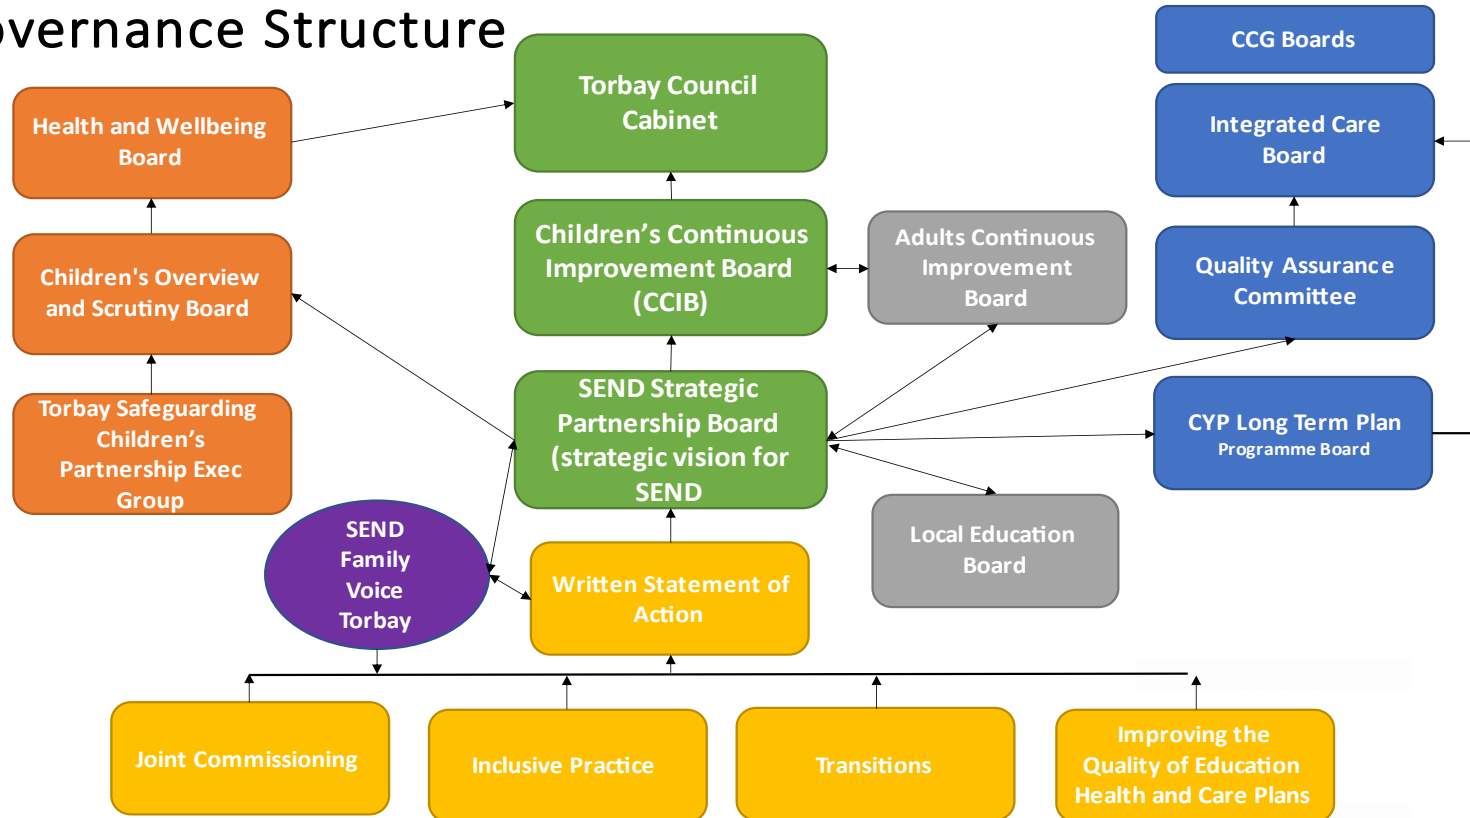 overnance Structure
CCG Boards
Torbay Council
Cabinet
Health and Wellbeing
Board
Integrated Care
Board
Children’s Continuous
Improvement Board
(CCIB)
Adults Continuous
Improvement
Board
Children's Overview
and Scrutiny Board
Quality Assurance
Committee
SEND Strategic
Partnership Board
(strategic vision for
SEND
Torbay Safeguarding
Children’s
Partnership Exec
Group
CYP Long Term Plan
Programme Board
SEND
Family
Voice
Torbay
Local Education
Board
Written Statement of
Action
Joint Commissioning
Inclusive Practice
Transitions
Improving the
Quality of Education
Health and Care Plans